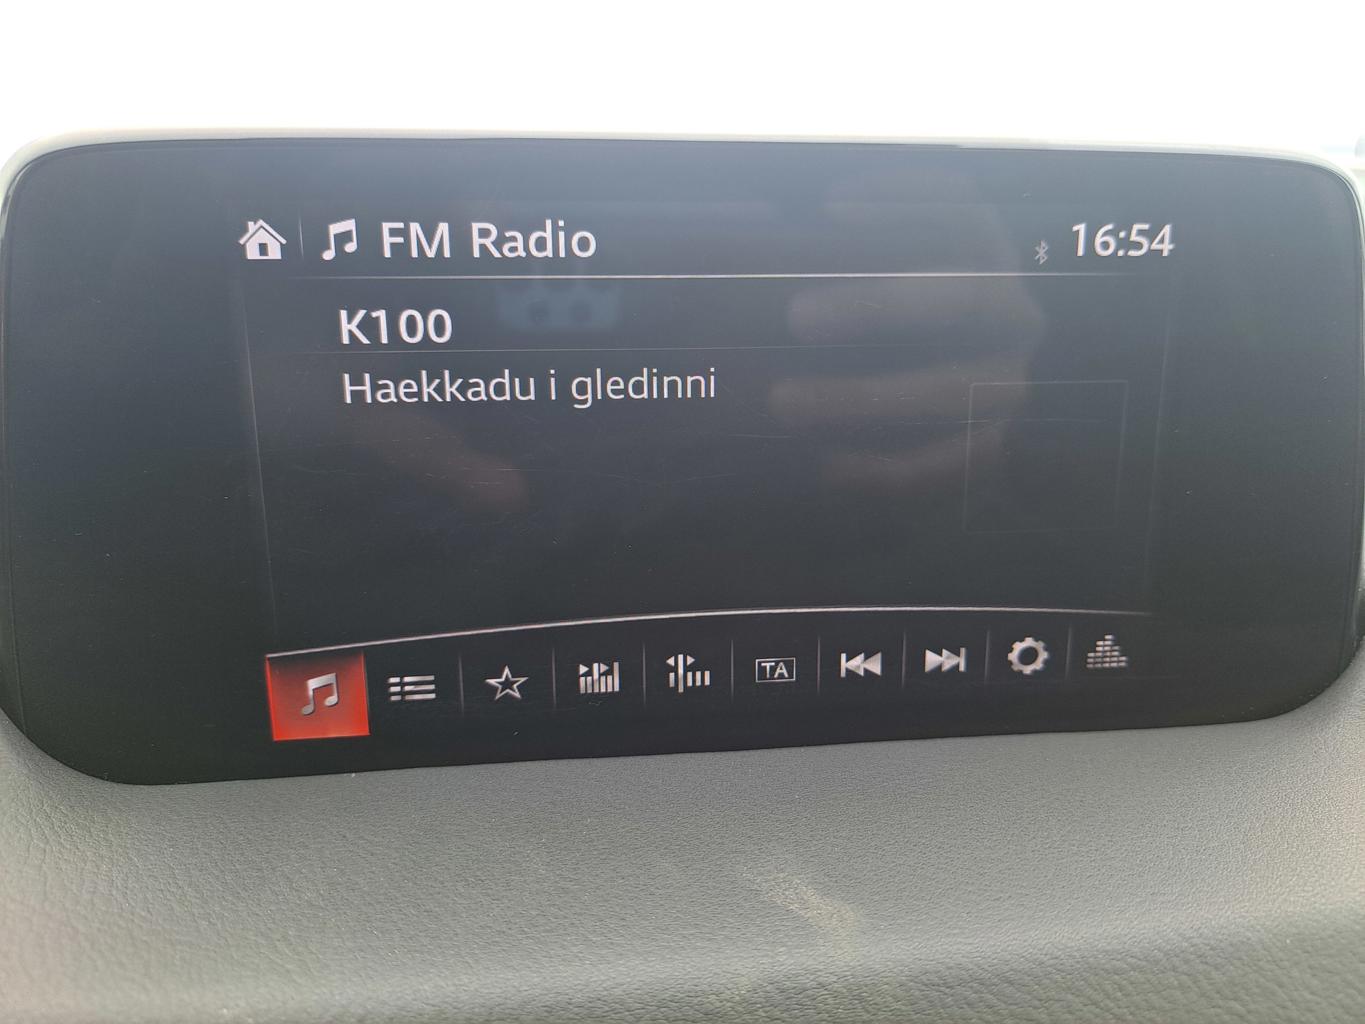 FM Radio
16:54
K100
Haekkadu i gledinni
TA